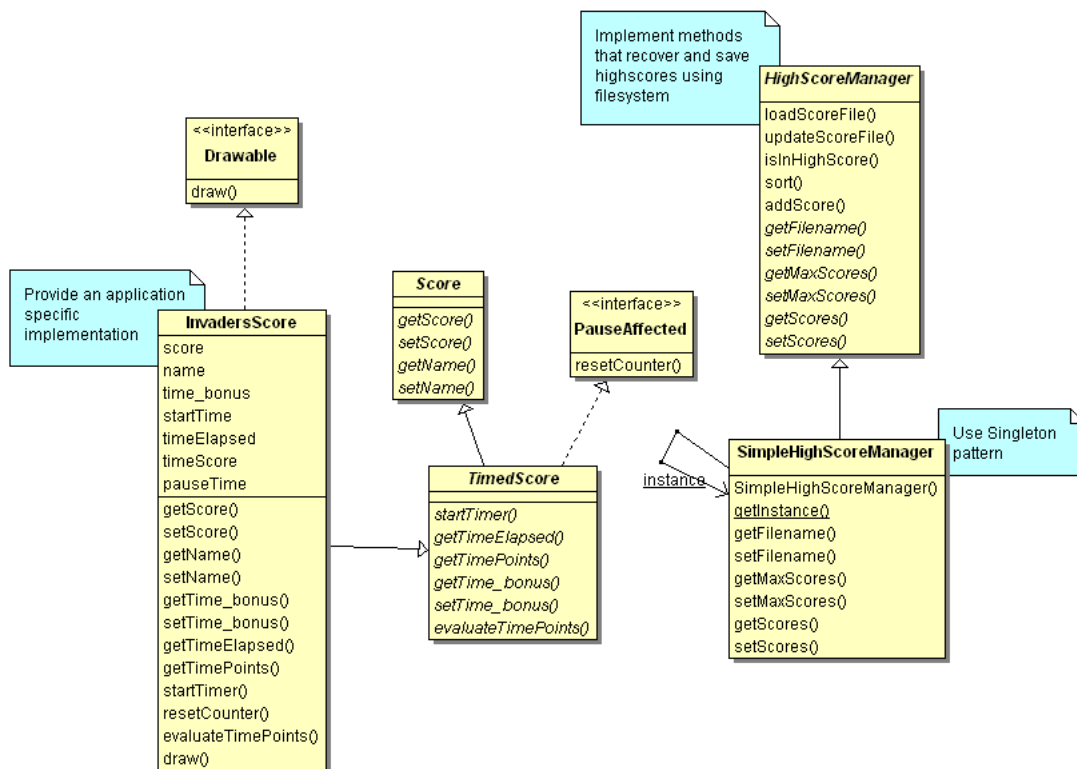 Implement methods
that recover and save
highscores using
filesystem
HighScoreManager
loadScoreFile()
updateScoreFile()
isInHighScore()
sort()
addScore()
getFilename()
setFilename()
getMaxScores()
setMaxScores()
getScores()
setScores()
<<interface>>
Drawable
draw()
Provide an application
specific
implementation
InvadersScore
score
name
time_bonus
startTime
timeElapsed
timeScore
pauseTime
getScore()
setScore()
getName()
setName()
getTime_bonus()
setTime_bonus()
getTimeElapsed()
getTimePoints()
startTimer()
resetCounter()
evaluateTimePoints()
draw()
Score
getScore()
setScore()
getName()
setName()
<<interface>>
PauseAffected
resetCounter()
TimedScore
startTimer()
getTimeElapsed()
getTimePoints()
getTime_bonus()
setTime_bonus()
evaluateTimePoints()
Use Singleton
pattern
instance
SimpleHighScoreManager
SimpleHighScoreManager()
getInstance()
getFilename()
setFilename()
getMaxScores()
setMaxScores()
getScores()
setScores()